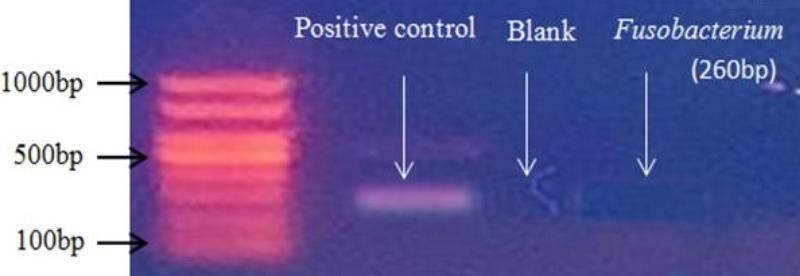 Positive control Blank Fusobacterium
(260bp)
1000bp
500bp
100bp